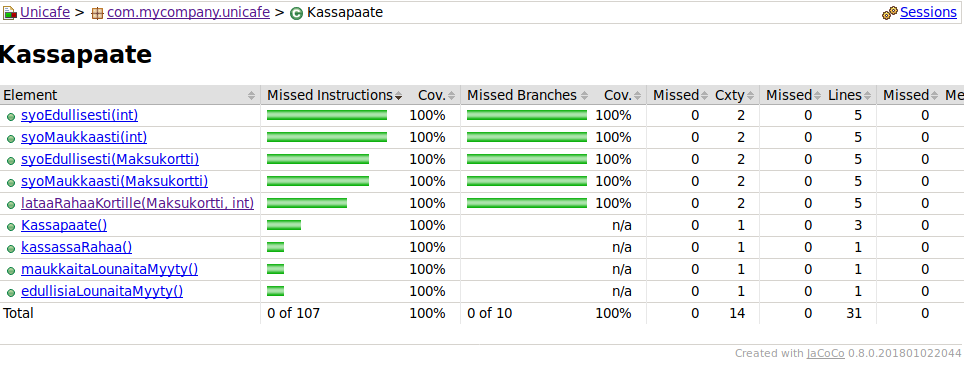 Unicafe > com.mycompany.unicafe > Kassapaate Sessions
Kassapaate
Element Missed Instructions Cov. Missed Branches Cov. Missed Cxty Missed Lines Missed Me
syoEdullisesti(int) 100% 100% 0 2 0 5 0
syoMaukkaasti(int) 100% 100% 0 2 0 5 0
syoEdullisesti(Maksukortti) 100% 100% 0 2 0 5 0
syoMaukkaasti(Maksukortti) 100% 100% 0 2 0 5 0
lataaRahaaKortille(Maksukortti, int) 100% 100% 0 2 0 5 0
Kassapaate() 100% n/a 0 1 0 3 0
kassassaRahaa() 100% n/a 0 1 0 1 0
maukkaitaLounaitaMyyty() 100% n/a 0 1 0 1 0
edullisiaLounaitaMyyty() 100% n/a 0 1 0 1 0
Total 0 of 107 100% 0 of 10 100% 0 14 0 31 0
Created with JaCoCo 0.8.0.201801022044